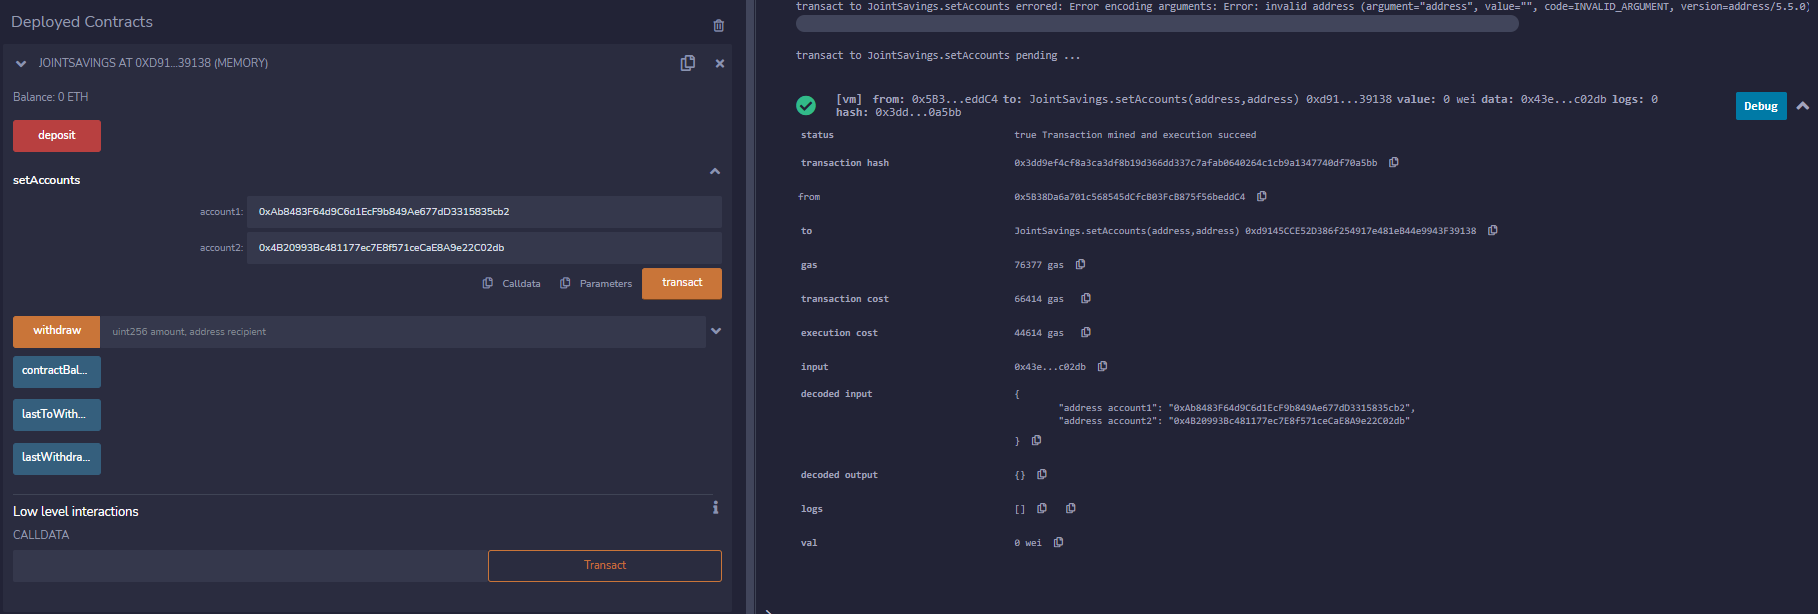 Deployed Contracts
JOINTSAVINGS AT 0XD91...39138 (MEMORY)
Balance: 0 ETH
deposit
setAccounts
account1: 0xAb8483F64d9C6d1EcF9b849Ae677dD3315835cb2
account2: 0x4B20993Bc481177ec7E8f571ceCaE8A9e22C02db
Calldata Parameters transact
withdraw uint256 amount, address recipient
contractBal...
lastToWith...
lastWithdra...
Low level interactions
CALLDATA
Transact
transact to JointSavings.setAccounts errored: Error encoding arguments: Error: invalid address (argument="address", value="", code=INVALID_ARGUMENT, version=address/5.5.0)
transact to JointSavings.setAccounts pending ...
[vm] from: 0x5B3...eddC4 to: JointSavings.setAccounts(address,address) 0xd91...39138 value: 0 wei data: 0x43e...c02db logs: 0
hash: 0x3dd...0a5bb
Debug
status true Transaction mined and execution succeed
transaction hash 0x3dd9ef4cf8a3ca3df8b19d366dd337c7afab0640264c1cb9a1347740df70a5bb
from 0x5B38Da6a701c568545dCfcB03FcB875f56beddC4
to JointSavings.setAccounts(address,address) 0xd9145CCE52D386f254917e481eB44e9943F39138
gas 76377 gas
transaction cost 66414 gas
execution cost 44614 gas
input 0x43e...c02db
decoded input {
"address account1": "0xAb8483F64d9C6d1EcF9b849Ae677dD3315835cb2",
"address account2": "0x4B20993Bc481177ec7E8f571ceCaE8A9e22C02db"
}
decoded output {}
logs []
val 0 wei